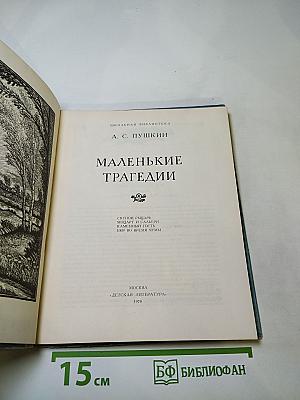 ШКОЛЬНАЯ БИБЛИОТЕКА
А. С. ПУШКИН
МАЛЕНЬКИЕ
ТРАГЕДИИ
СКУПОЙ РЫЦАРЬ
МОЦАРТ И САЛЬЕРИ
КАМЕННЫЙ ГОСТЬ
ПИР ВО ВРЕМЯ ЧУМЫ
МОСКВА
«ДЕТСКАЯ ЛИТЕРАТУРА»
15 см
БФ БИБЛИОФАН